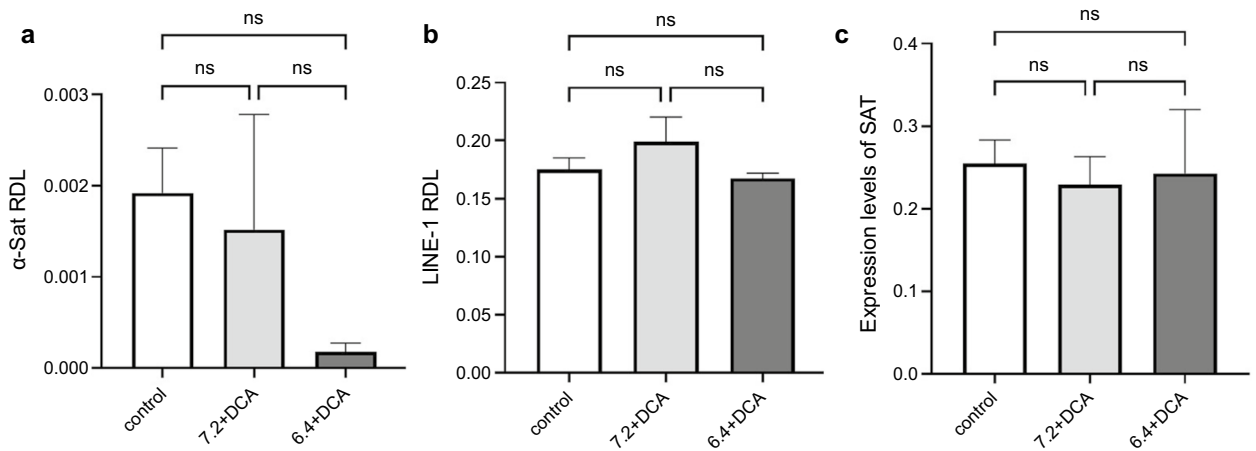 a
ns
ns
ns
α-Sat RDL
0.003
0.002
0.001
0.000
control
7.2+DCA
6.4+DCA
b
ns
ns
ns
LINE-1 RDL
0.25
0.20
0.15
0.10
0.05
0.00
control
7.2+DCA
6.4+DCA
c
ns
ns
ns
Expression levels of SAT
0.4
0.3
0.2
0.1
0.0
control
7.2+DCA
6.4+DCA